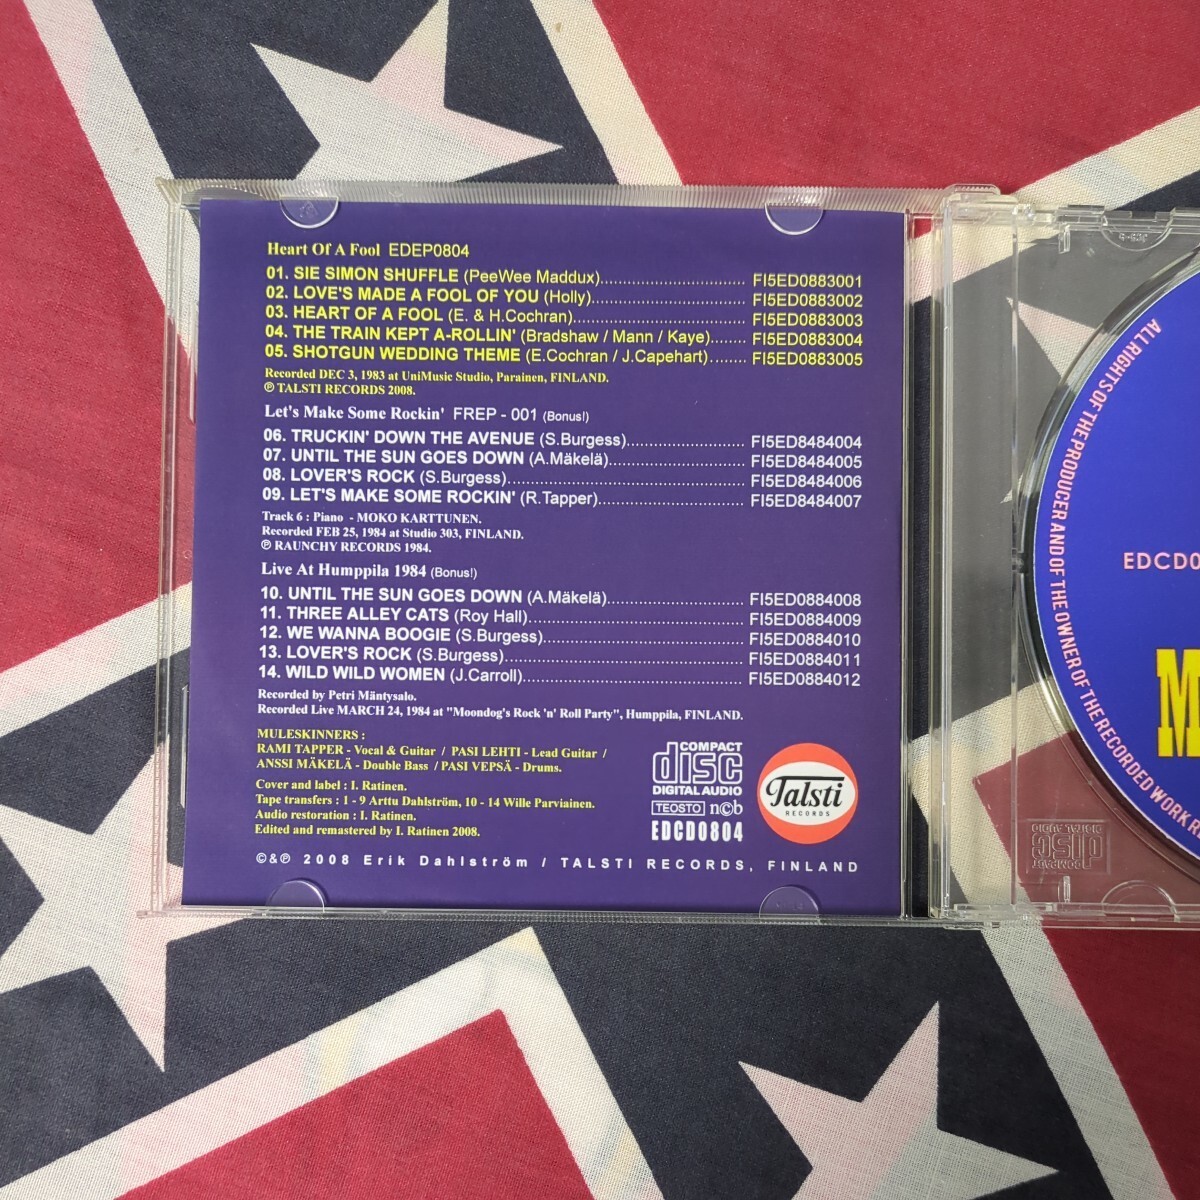 Heart Of A Fool EDEP0804
01. SIE SIMON SHUFFLE (PeeWee Maddux)............................... FI5ED0883001
02. LOVE'S MADE A FOOL OF YOU (Holly)................................. FI5ED0883002
03. HEART OF A FOOL (E. & H.Cochran)..................................... FI5ED0883003
04. THE TRAIN KEPT A-ROLLIN' (Bradshaw / Mann / Kaye)........ FI5ED0883004
05. SHOTGUN WEDDING THEME (E.Cochran / J.Capehart)........ FI5ED0883005
Recorded DEC 3, 1983 at UniMusic Studio, Parainen, FINLAND.
℗ TALSTI RECORDS 2008.
Let's Make Some Rockin' FREP - 001 (Bonus!)
06. TRUCKIN' DOWN THE AVENUE (S.Burgess).......................... FI5ED8484004
07. UNTIL THE SUN GOES DOWN (A.Mäkelä).............................. FI5ED8484005
08. LOVER'S ROCK (S.Burgess)................................................... FI5ED8484006
09. LET'S MAKE SOME ROCKIN' (R.Tapper)................................ FI5ED8484007
Track 6 : Piano - MOKO KARTTUNEN.
Recorded FEB 25, 1984 at Studio 303, FINLAND.
℗ RAUNCHY RECORDS 1984.
Live At Humppila 1984 (Bonus!)
10. UNTIL THE SUN GOES DOWN (A.Mäkelä).............................. FI5ED0884008
11. THREE ALLEY CATS (Roy Hall)............................................... FI5ED0884009
12. WE WANNA BOOGIE (S.Burgess)........................................... FI5ED0884010
13. LOVER'S ROCK (S.Burgess)................................................... FI5ED0884011
14. WILD WILD WOMEN (J.Carroll)................................................ FI5ED0884012
Recorded by Petri Mäntysalo.
Recorded Live MARCH 24, 1984 at "Moondog's Rock 'n' Roll Party", Humppila, FINLAND.
MULESKINNERS :
RAMI TAPPER - Vocal & Guitar / PASI LEHTI - Lead Guitar /
ANSSI MÄKELÄ - Double Bass / PASI VEPSÄ - Drums.
Cover and label : I. Ratinen.
Tape transfers : 1 - 9 Arttu Dahlström, 10 - 14 Wille Parviainen.
Audio restoration : I. Ratinen.
Edited and remastered by I. Ratinen 2008.
COMPACT
disc
DIGITAL AUDIO
TEOSTO n©b
EDCD0804
Talsti
RECORDS
©&℗ 2008 Erik Dahlström / TALSTI RECORDS, FINLAND
ALL RIGHTS OF THE PRODUCER AND OF THE OWNER OF THE RECORDED WORK RE
EDCD0
M
COMPACT
disc
DIGITAL AUDIO